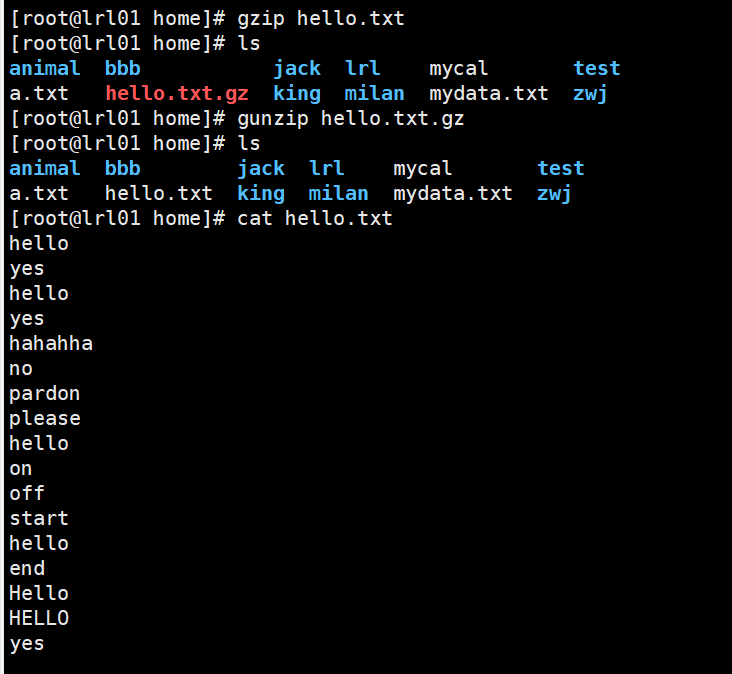 [root@lrl01 home]# gzip hello.txt
[root@lrl01 home]# ls
animal  bbb           jack  lrl    mycal       test
a.txt   hello.txt.gz  king  milan  mydata.txt  zwj
[root@lrl01 home]# gunzip hello.txt.gz
[root@lrl01 home]# ls
animal  bbb        jack  lrl    mycal       test
a.txt   hello.txt  king  milan  mydata.txt  zwj
[root@lrl01 home]# cat hello.txt
hello
yes
hello
yes
hahahha
no
pardon
please
hello
on
off
start
hello
end
Hello
HELLO
yes